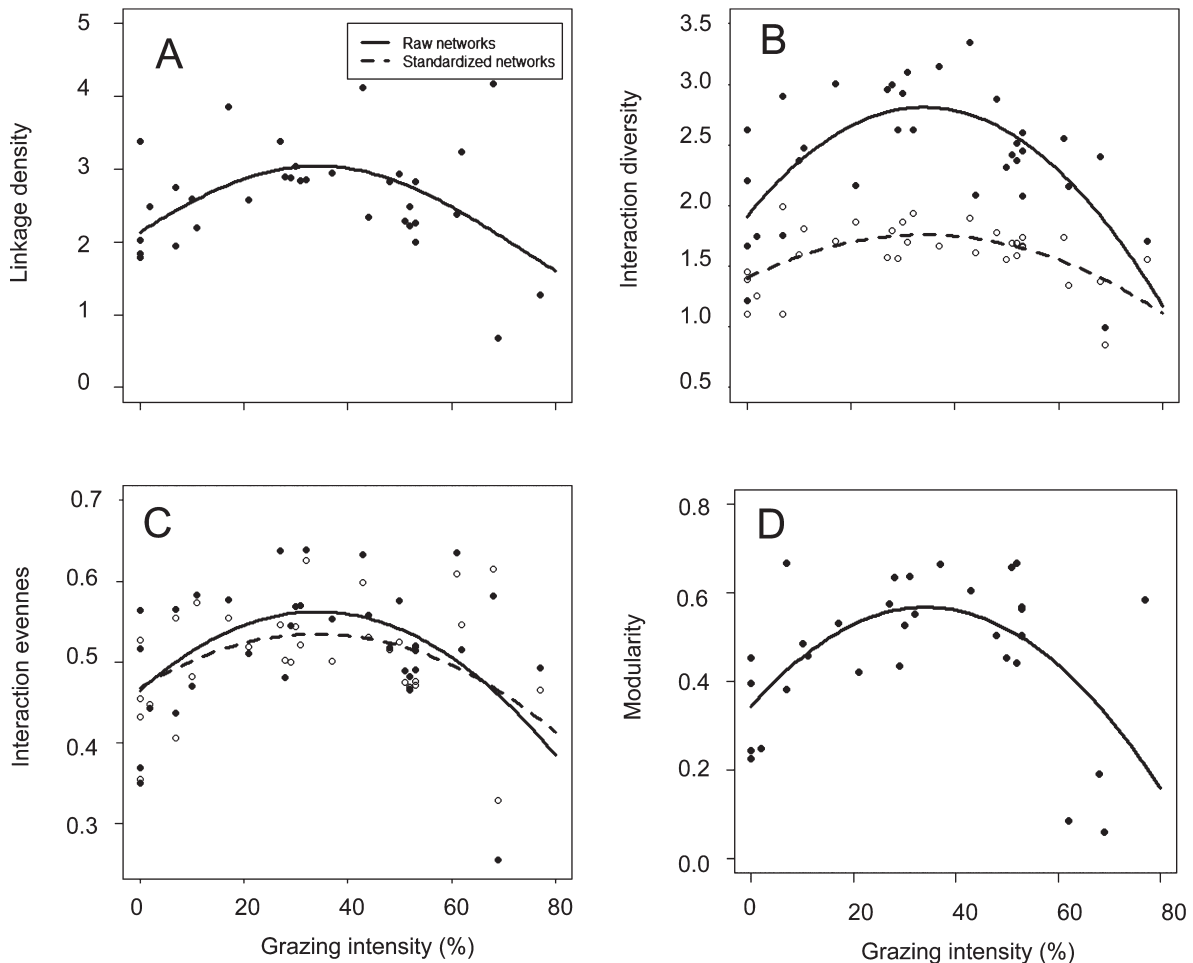 A
Raw networks
Standardized networks
Linkage density
5
4
3
2
1
0
B
Interaction diversity
3.5
3.0
2.5
2.0
1.5
1.0
0.5
C
Interaction evennes
0.7
0.6
0.5
0.4
0.3
0 20 40 60 80
Grazing intensity (%)
D
Modularity
0.8
0.6
0.4
0.2
0.0
0 20 40 60 80
Grazing intensity (%)